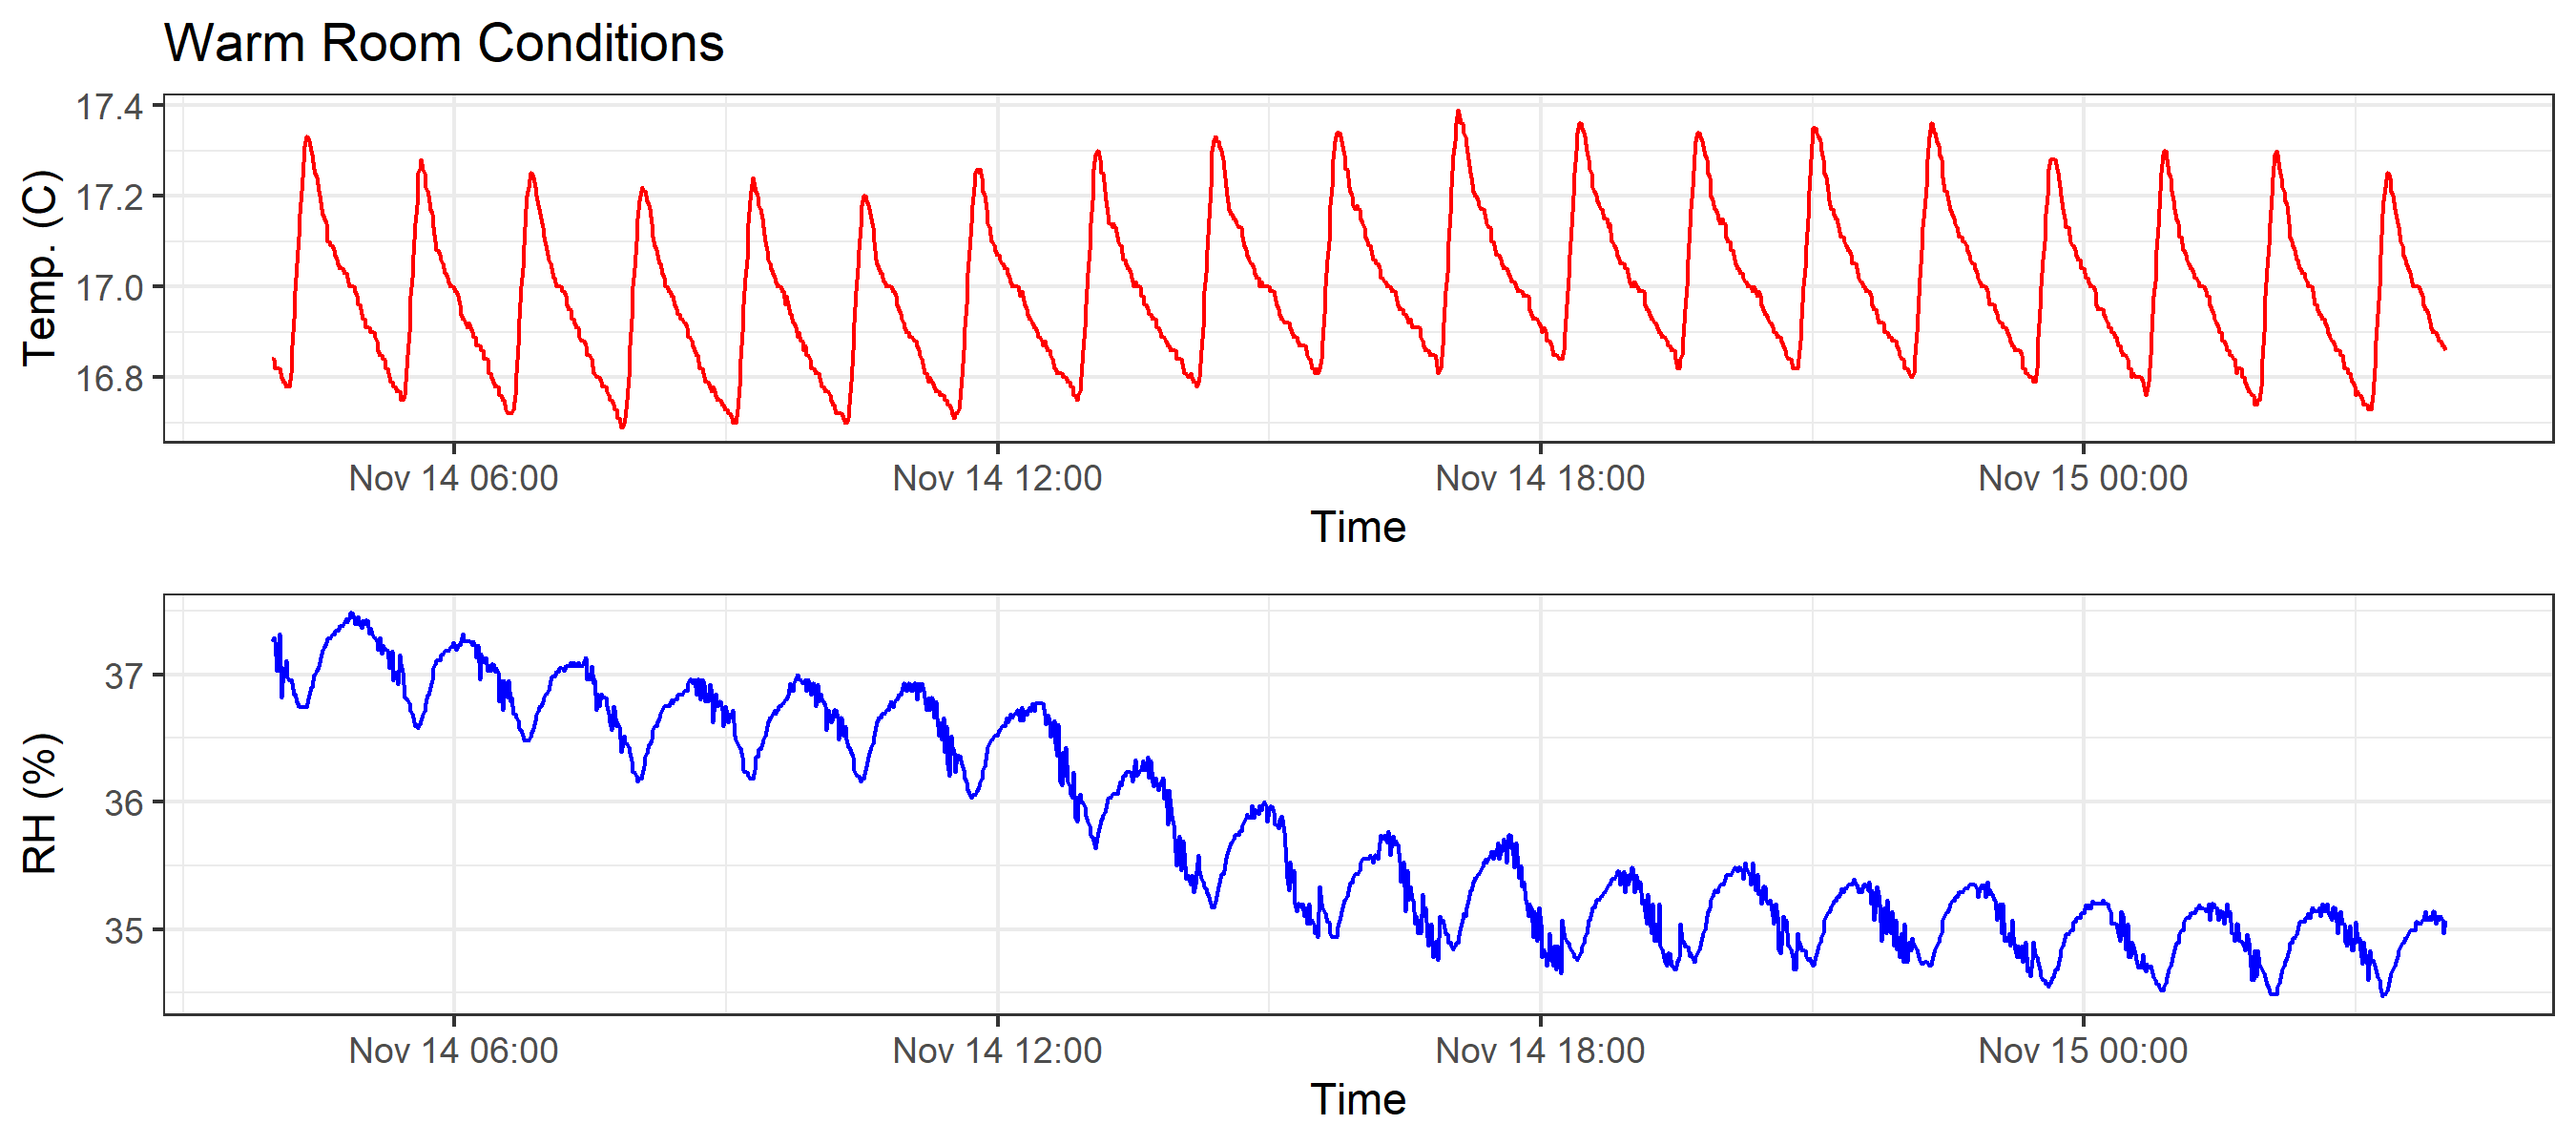 Warm Room Conditions
Temp. (C)
17.4
17.2
17.0
16.8
Nov 14 06:00 Nov 14 12:00 Nov 14 18:00 Nov 15 00:00
Time
RH (%)
37
36
35
Nov 14 06:00 Nov 14 12:00 Nov 14 18:00 Nov 15 00:00
Time